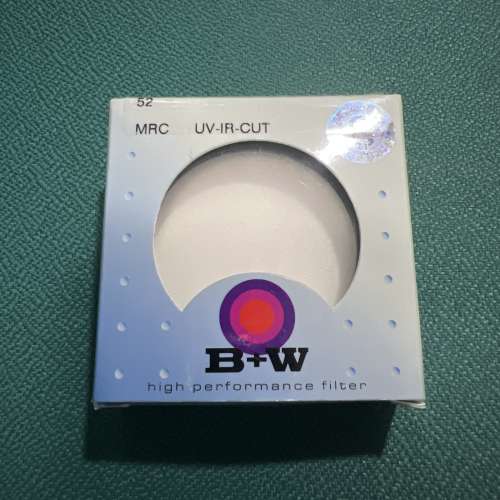 52
MRC UV-IR-CUT
B+W
high performance filter